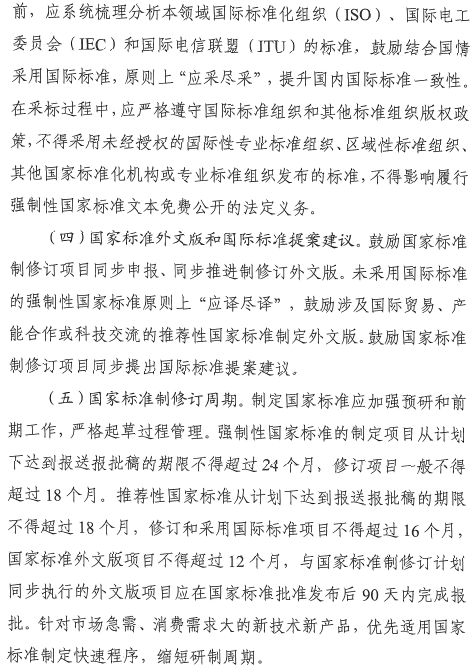 前，应系统梳理分析本领域国际标准化组织（ISO）、国际电工
委员会（IEC）和国际电信联盟（ITU）的标准，鼓励结合国情
采用国际标准，原则上“应采尽采”，提升国内国际标准一致性。
在采标过程中，应严格遵守国际标准组织和其他标准组织版权政
策，不得采用未经授权的国际性专业标准组织、区域性标准组织、
其他国家标准化机构或专业标准组织发布的标准，不得影响履行
强制性国家标准文本免费公开的法定义务。
（四）国家标准外文版和国际标准提案建议。鼓励国家标准
制修订项目同步申报、同步推进制修订外文版。未采用国际标准
的强制性国家标准原则上“应译尽译”，鼓励涉及国际贸易、产
能合作或科技交流的推荐性国家标准制定外文版。鼓励国家标准
制修订项目同步提出国际标准提案建议。
（五）国家标准制修订周期。制定国家标准应加强预研和前
期工作，严格起草过程管理。强制性国家标准的制定项目从计划
下达到报送报批稿的期限不得超过 24 个月，修订项目一般不得
超过 18 个月。推荐性国家标准从计划下达到报送报批稿的期限
不得超过 18 个月，修订和采用国际标准项目不得超过 16 个月，
国家标准外文版项目不得超过 12 个月，与国家标准制修订计划
同步执行的外文版项目应在国家标准批准发布后 90 天内完成报
批。针对市场急需、消费需求大的新技术新产品，优先适用国家
标准制定快速程序，缩短研制周期。